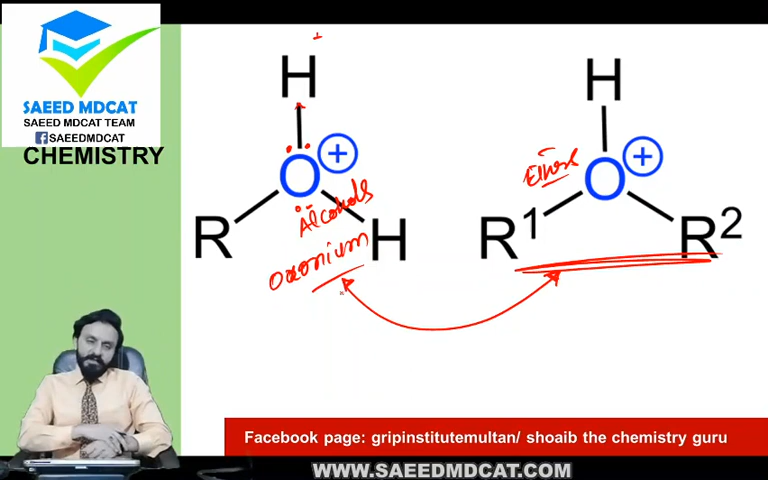 SAEED MDCAT
SAEED MDCAT TEAM
SAEEDMDCAT
CHEMISTRY
+
H
+
O
R
H
Alcohols
Oxonium
H
+
O
R1
R2
Ethers
Facebook page: gripinstitutemultan/ shoaib the chemistry guru
WWW.SAEEDMDCAT.COM